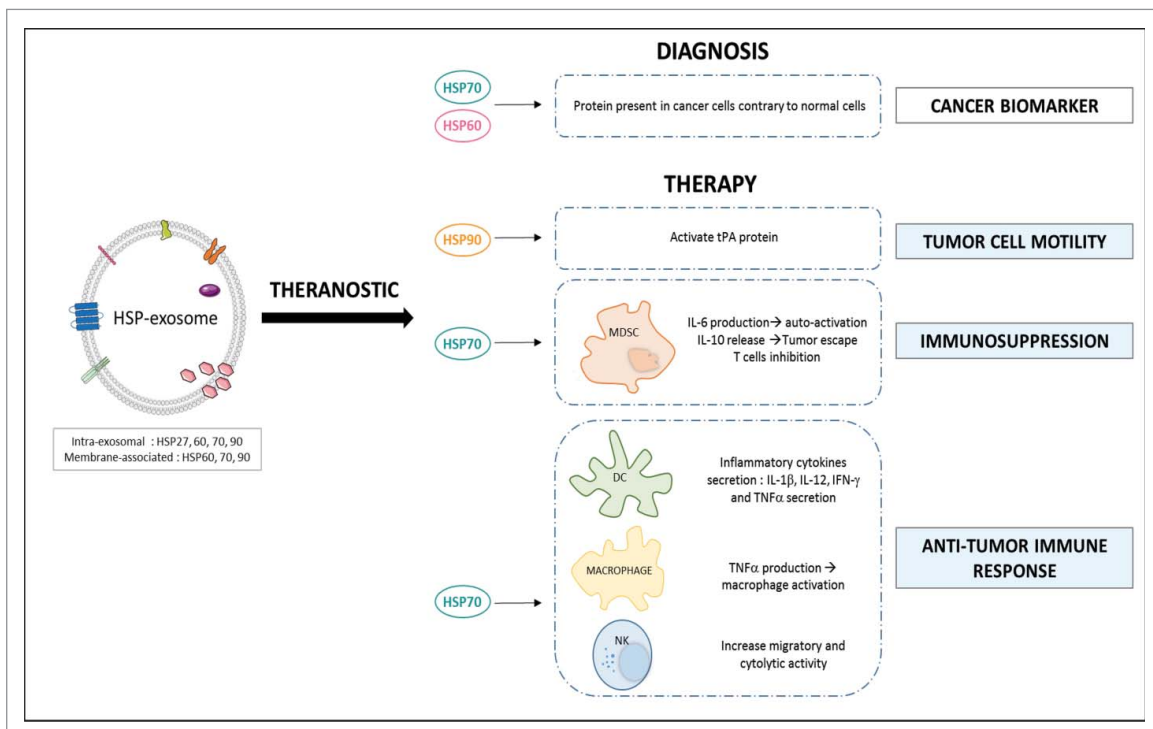 DIAGNOSIS
HSP70
HSP60
Protein present in cancer cells contrary to normal cells
CANCER BIOMARKER
THERAPY
HSP90
Activate tPA protein
TUMOR CELL MOTILITY
THERANOSTIC
HSP-exosome
HSP70
MDSC
IL-6 production→ auto-activation
IL-10 release →Tumor escape
T cells inhibition
IMMUNOSUPPRESSION
Intra-exosomal : HSP27, 60, 70, 90
Membrane-associated : HSP60, 70, 90
HSP70
DC
Inflammatory cytokines
secretion : IL-1β, IL-12, IFN-γ
and TNFα secretion
MACROPHAGE
TNFα production →
macrophage activation
NK
Increase migratory and
cytolytic activity
ANTI-TUMOR IMMUNE
RESPONSE